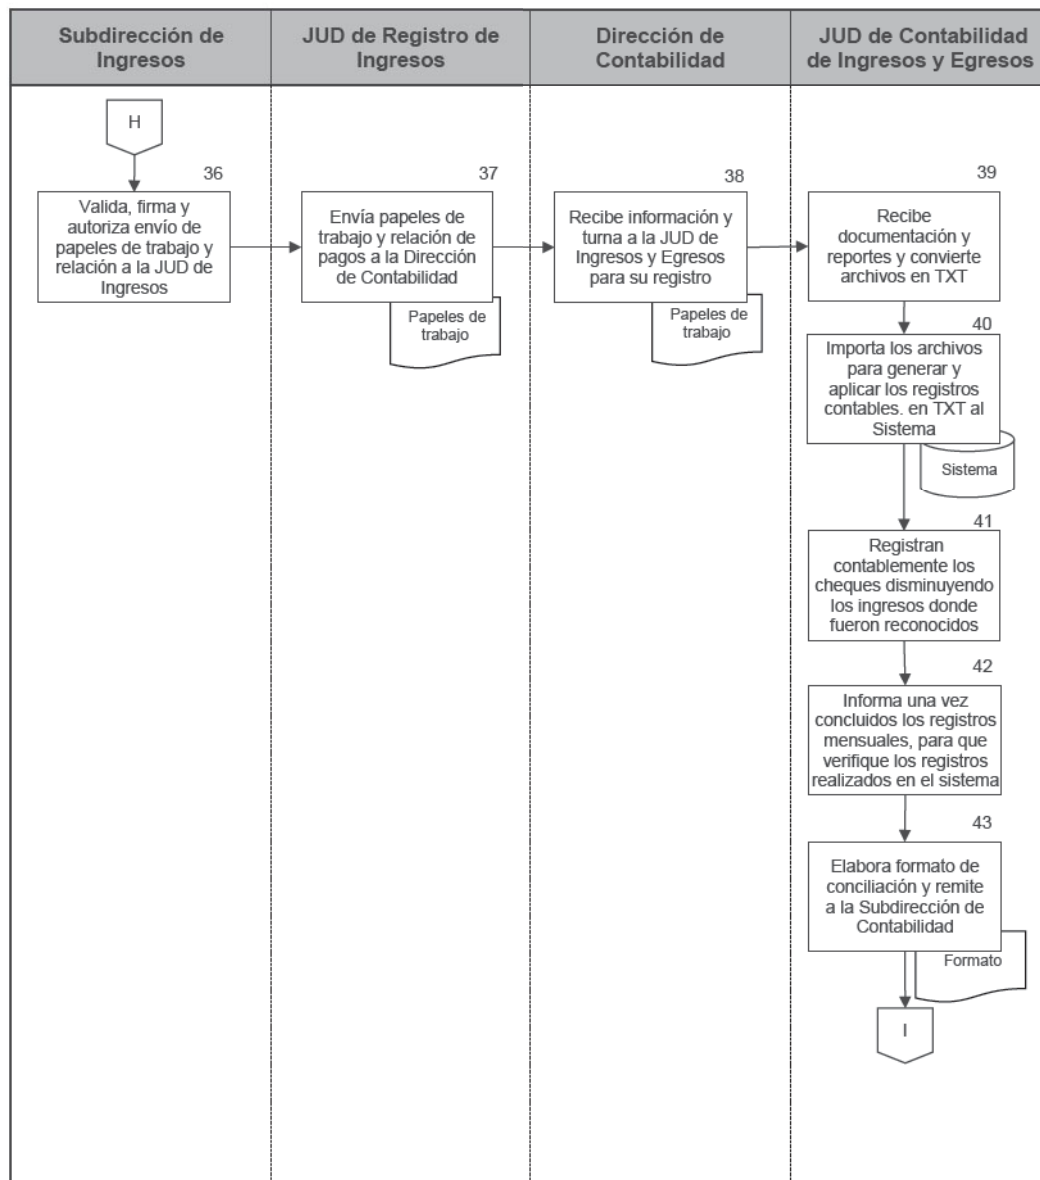 Subdirección de
Ingresos
JUD de Registro de
Ingresos
Dirección de
Contabilidad
JUD de Contabilidad
de Ingresos y Egresos
H
36
Valida, firma y
autoriza envío de
papeles de trabajo y
relación a la JUD de
Ingresos
37
Envía papeles de
trabajo y relación de
pagos a la Dirección
de Contabilidad
Papeles de
trabajo
38
Recibe información y
turna a la JUD de
Ingresos y Egresos
para su registro
Papeles de
trabajo
39
Recibe
documentación y
reportes y convierte
archivos en TXT
40
Importa los archivos
para generar y
aplicar los registros
contables. en TXT al
Sistema
Sistema
41
Registran
contablemente los
cheques disminuyendo
los ingresos donde
fueron reconocidos
42
Informa una vez
concluidos los registros
mensuales, para que
verifique los registros
realizados en el sistema
43
Elabora formato de
conciliación y remite
a la Subdirección de
Contabilidad
Formato
I